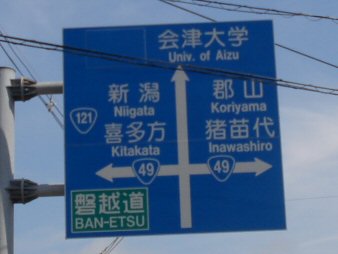 会津大学
Univ. of Aizu
新潟
Niigata
郡山
Koriyama
121
喜多方
Kitakata
猪苗代
Inawashiro
49
49
磐越道
BAN-ETSU